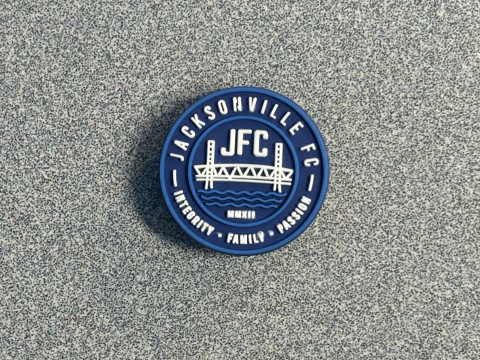 JACKSONVILLE FC
JFC
MMXII
INTEGRITY • FAMILY • PASSION